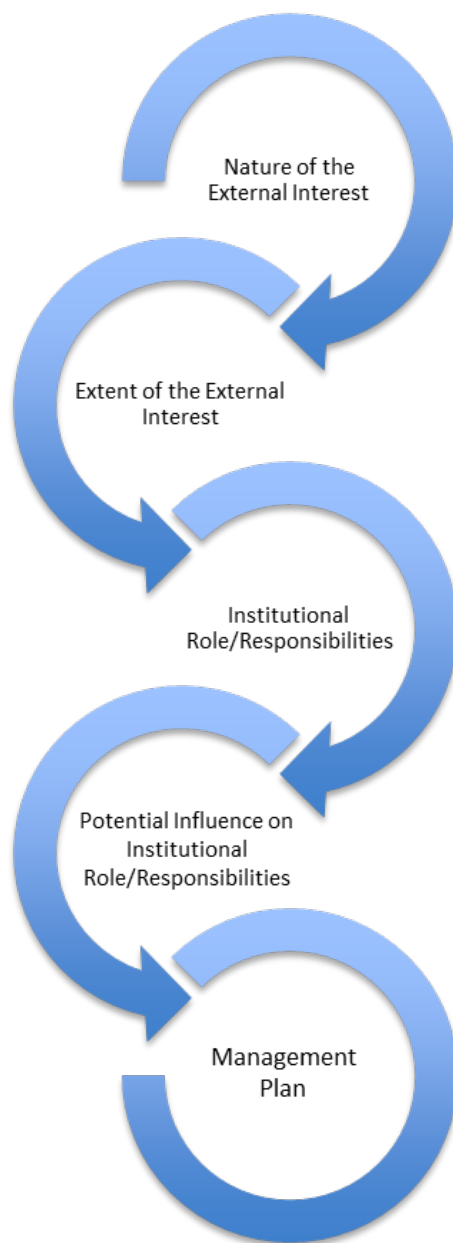 Nature of the
External Interest
Extent of the External
Interest
Institutional
Role/Responsibilities
Potential Influence on
Institutional
Role/Responsibilities
Management
Plan